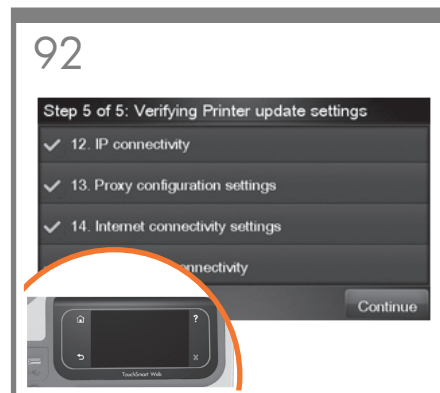 92
Step 5 of 5: Verifying Printer update settings
✓ 12. IP connectivity
✓ 13. Proxy configuration settings
✓ 14. Internet connectivity settings
nnectivity
Continue
?
x
TouchSmart Web